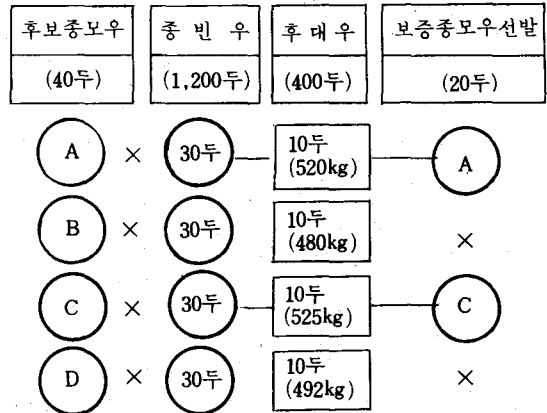 후보종모우 종 빈 우 후 대 우 보증종모우선발
(40두) (1,200두) (400두) (20두)
A × 30두 10두 (520kg) A
B × 30두 10두 (480kg) ×
C × 30두 10두 (525kg) C
D × 30두 10두 (492kg) ×